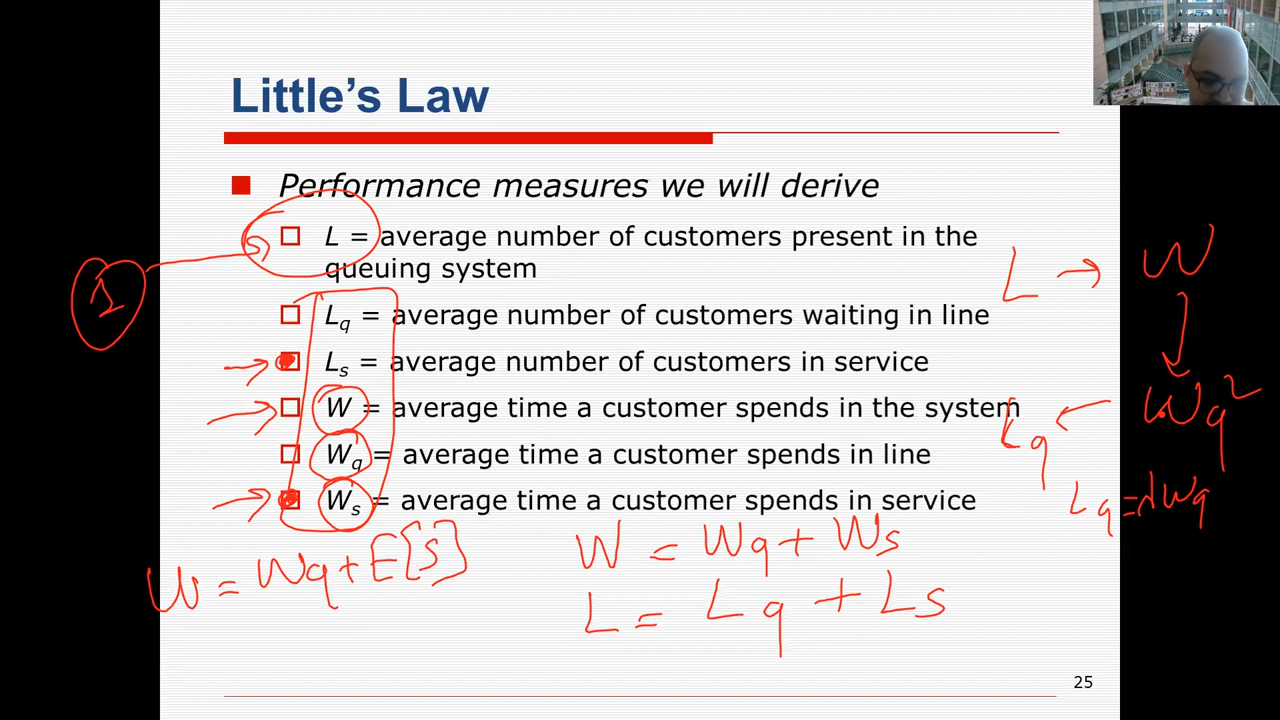 Little's Law
Performance measures we will derive
L = average number of customers present in the
queuing system
Lq = average number of customers waiting in line
Ls = average number of customers in service
W = average time a customer spends in the system
Wq = average time a customer spends in line
Ws = average time a customer spends in service
1
L → W
Wq
Lq
Lq = λWq
W = Wq + E[S]
W = Wq + Ws
L = Lq + Ls
25